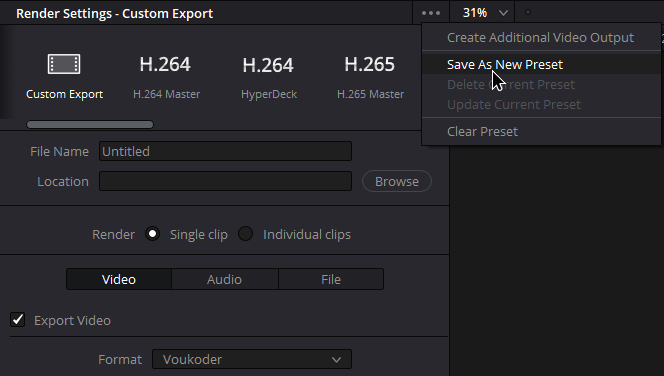 Render Settings - Custom Export
31%
Create Additional Video Output
Save As New Preset
Delete Current Preset
Update Current Preset
Clear Preset
H.264
H.264
H.265
Custom Export
H.264 Master
HyperDeck
H.265 Master
File Name
Untitled
Location
Browse
Render
Single clip
Individual clips
Video
Audio
File
Export Video
Format
Voukoder